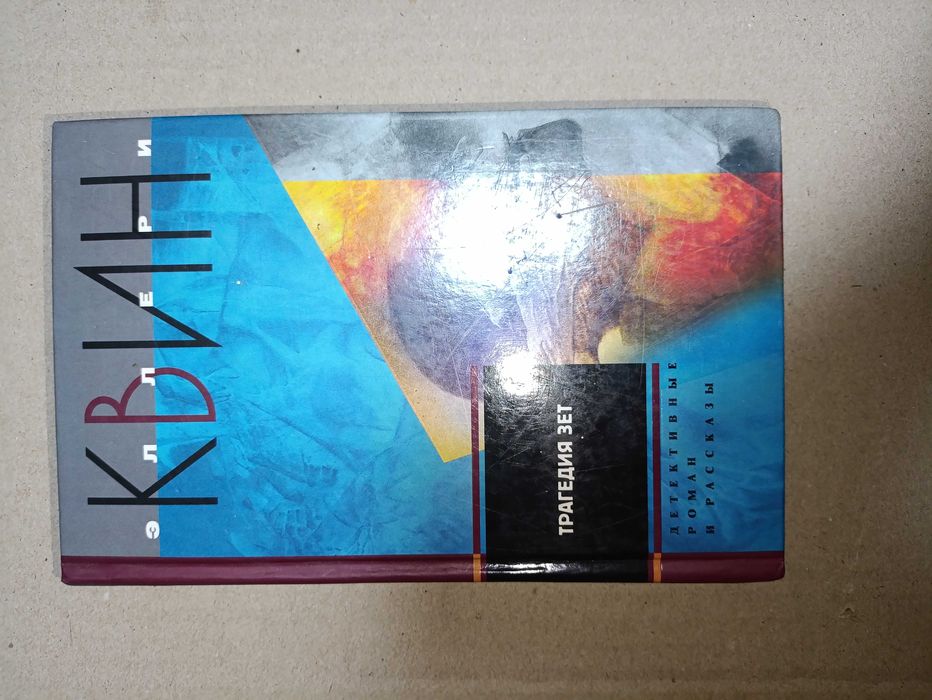 ЭЛЛЕРИ
КВИН
ТРАГЕДИЯ ЗЕТ
ДЕТЕКТИВНЫЕ
РОМАН
И РАССКАЗЫ